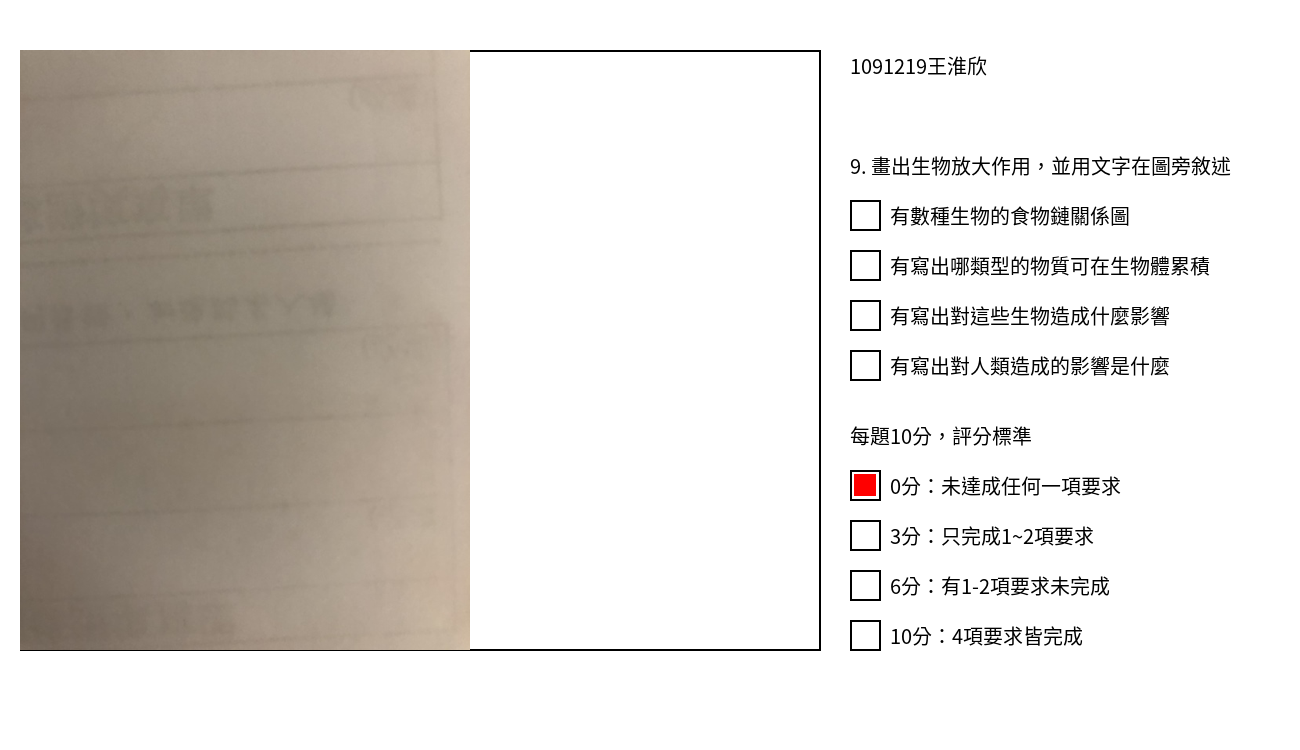 1091219王淮欣
9. 畫出生物放大作用，並用文字在圖旁敘述
有數種生物的食物鏈關係圖
有寫出哪類型的物質可在生物體累積
有寫出對這些生物造成什麼影響
有寫出對人類造成的影響是什麼
每題10分，評分標準
0分：未達成任何一項要求
3分：只完成1~2項要求
6分：有1-2項要求未完成
10分：4項要求皆完成